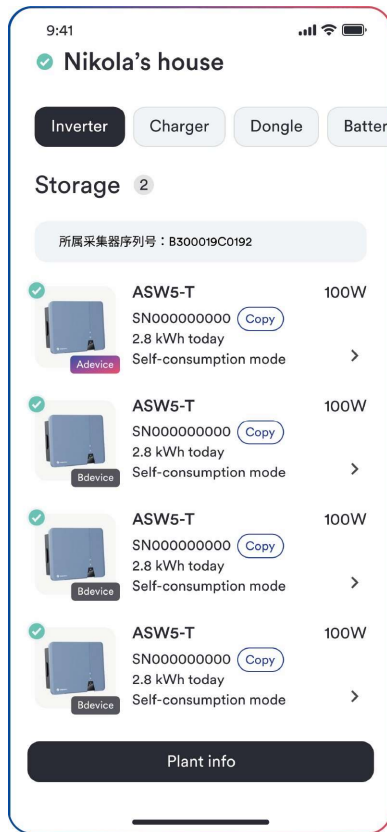 9:41
Nikola's house
Inverter Charger Dongle Batter
Storage 2
所属采集器序列号：B300019C0192
ASW5-T 100W
SN000000000 Copy
2.8 kWh today
Adevice Self-consumption mode
ASW5-T 100W
SN000000000 Copy
2.8 kWh today
Bdevice Self-consumption mode
ASW5-T 100W
SN000000000 Copy
2.8 kWh today
Bdevice Self-consumption mode
ASW5-T 100W
SN000000000 Copy
2.8 kWh today
Bdevice Self-consumption mode
Plant info